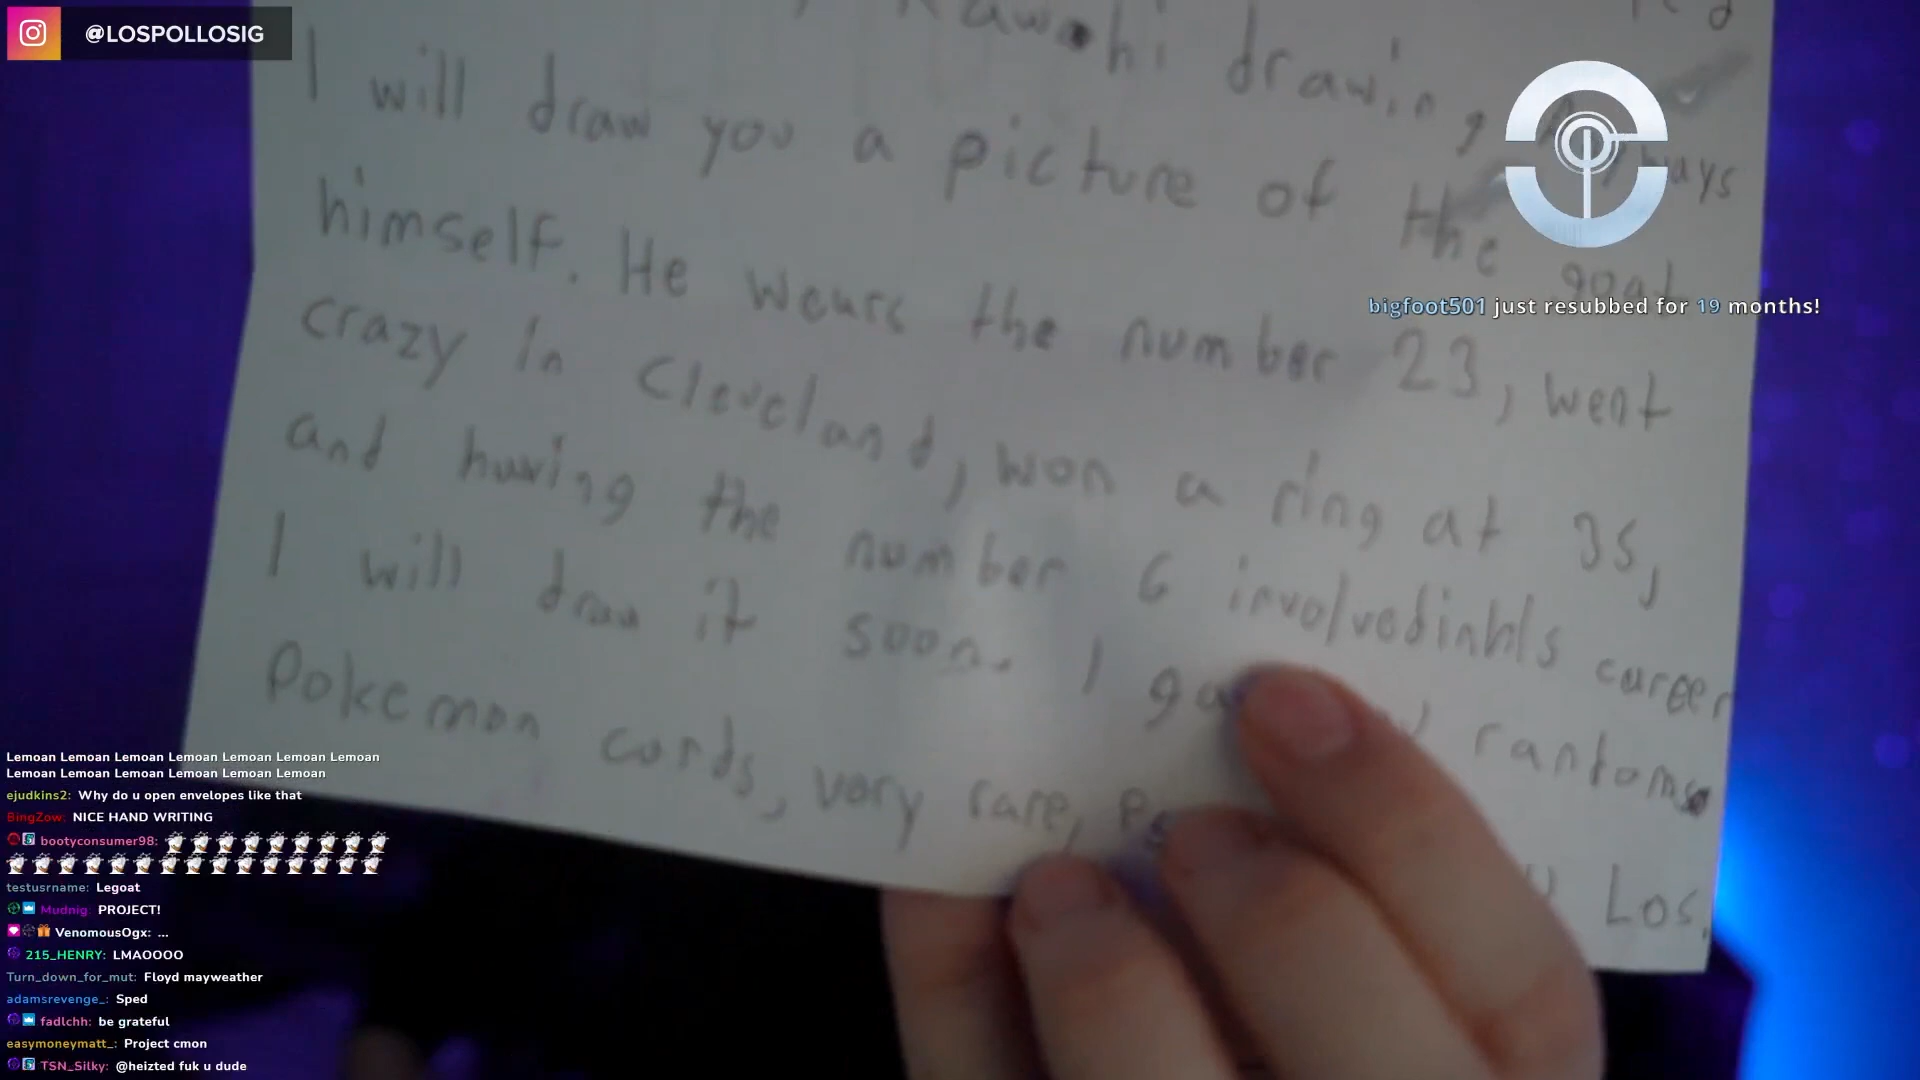 @LOSPOLLOSIG
drawing
I will draw you a picture of the goat
himself. He wears the number 23, went
crazy in Cleveland, won a ring at 35,
and having the number 6 involvedinhIs career
I will draw it soon. I randoms
Pokemon cards, vary rare,
Los.
bigfoot501 just resubbed for 19 months!
Lemoan Lemoan Lemoan Lemoan Lemoan Lemoan Lemoan
Lemoan Lemoan Lemoan Lemoan Lemoan Lemoan
ejudkins2: Why do u open envelopes like that
BingZow: NICE HAND WRITING
bootyconsumer98:
testusrname: Legoat
Mudnig: PROJECT!
VenomousOgx: ...
215_HENRY: LMAOOOO
Turn_down_for_mut: Floyd mayweather
adamsrevenge_: Sped
fadlchh: be grateful
easymoneymatt_: Project cmon
TSN_Silky: @heizted fuk u dude